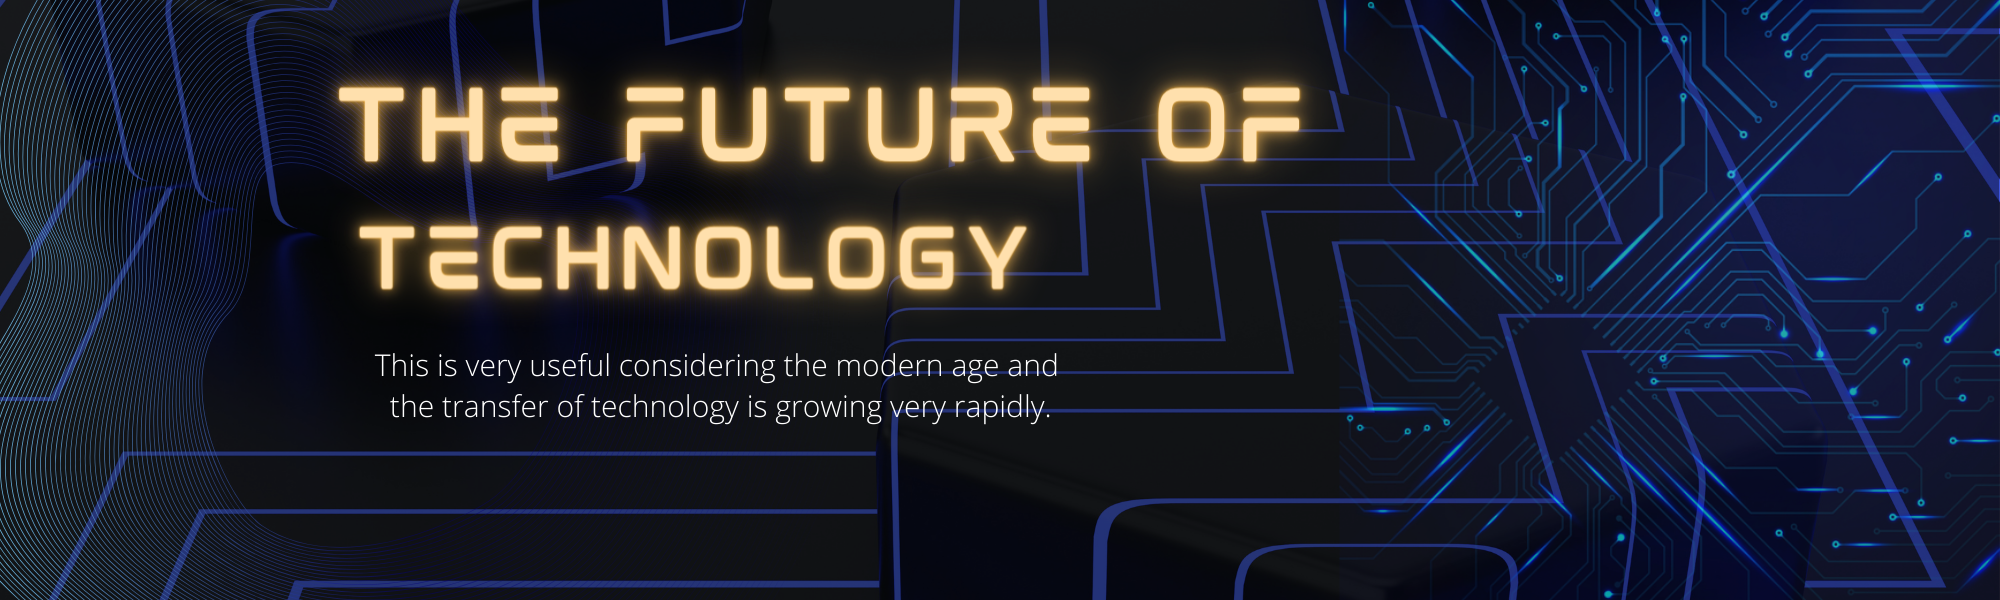 THE FUTURE OF
TECHNOLOGY
This is very useful considering the modern age and
the transfer of technology is growing very rapidly.